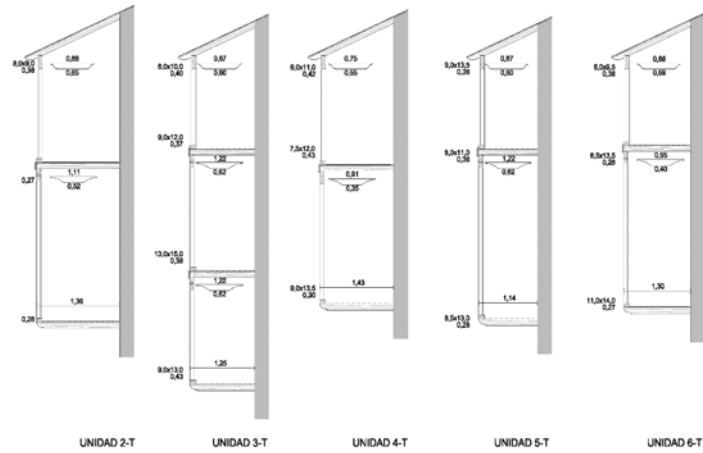 8,0x9,0
0,38
0,88
0,65
0,27
1,11
0,52
1,36
0,28
UNIDAD 2-T
8,0x10,0
0,40
0,87
0,60
9,0x12,0
0,37
1,22
0,62
13,0x15,0
0,38
1,22
0,62
1,25
9,0x13,0
0,43
UNIDAD 3-T
6,0x11,0
0,42
0,75
0,55
7,5x12,0
0,43
0,91
0,35
9,0x13,5
0,30
1,43
UNIDAD 4-T
9,0x13,5
0,38
0,87
0,60
8,0x11,0
0,36
1,22
0,62
1,14
8,5x13,0
0,28
UNIDAD 5-T
6,0x9,5
0,38
0,88
0,69
6,0x13,5
0,28
0,95
0,40
1,30
11,0x14,0
0,27
UNIDAD 6-T